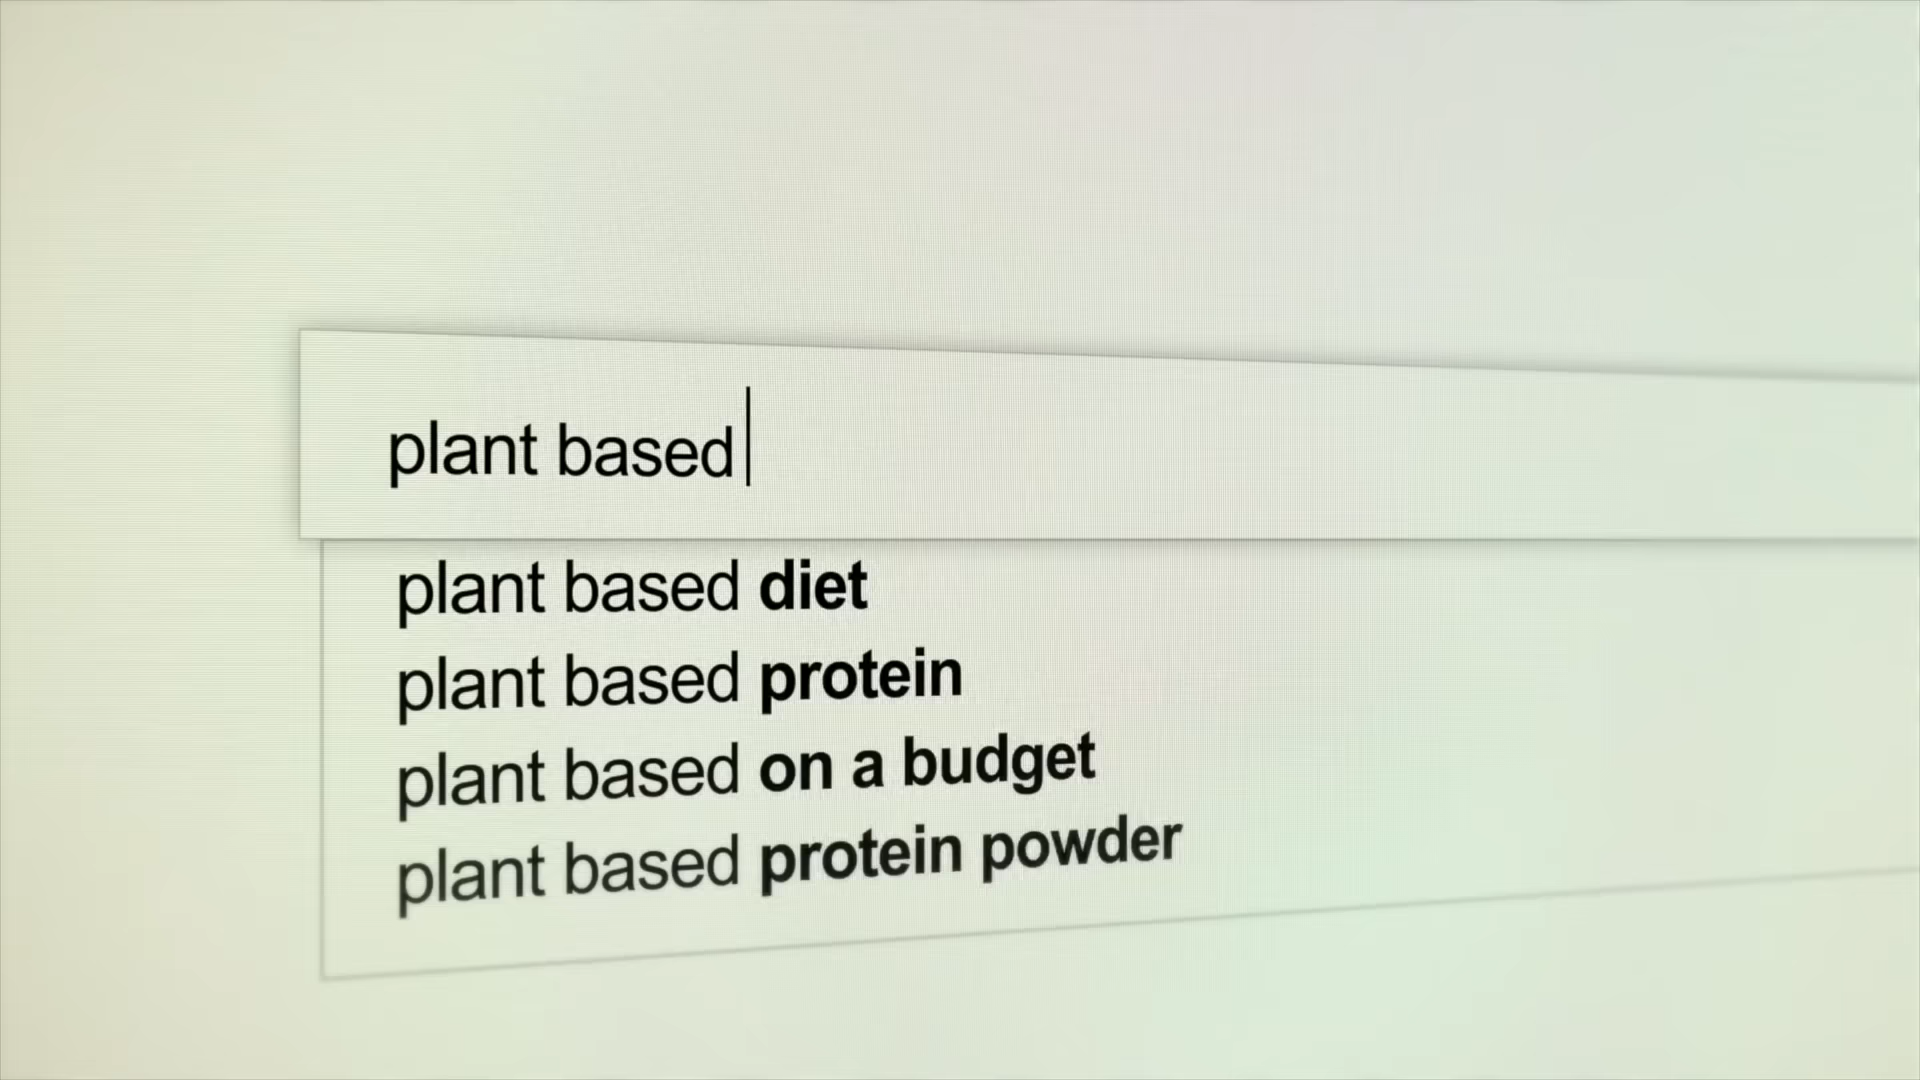 plant based
plant based diet
plant based protein
plant based on a budget
plant based protein powder